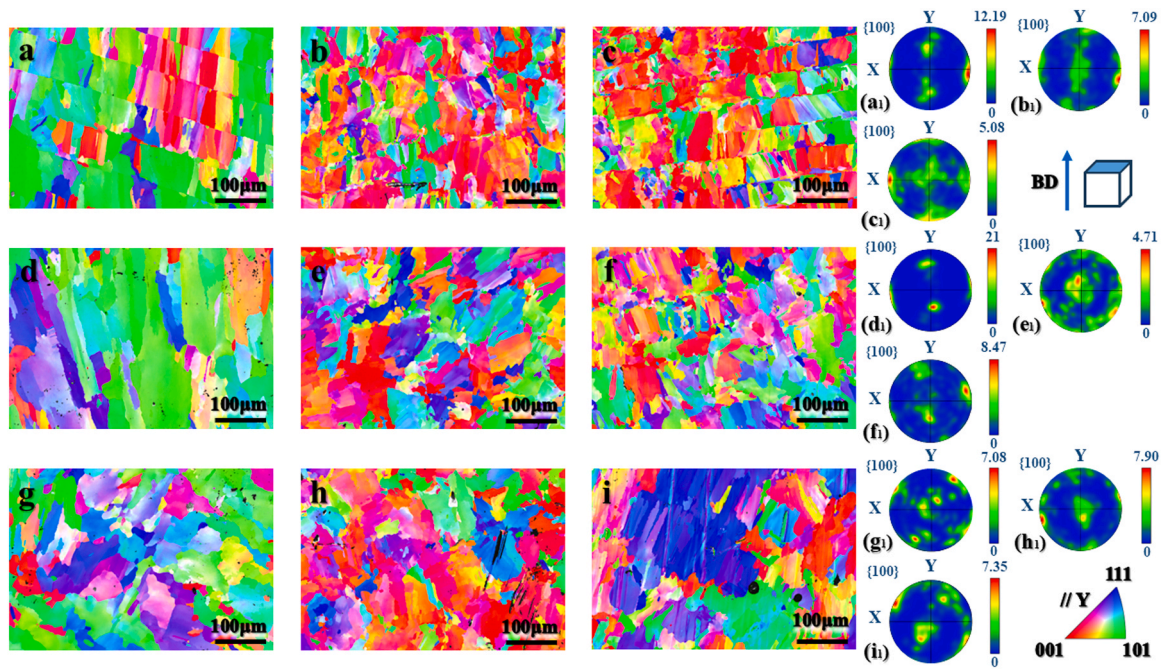 a
100μm
b
100μm
c
100μm
{100}
Y
12.19
X
(a₁)
0
{100}
Y
7.09
X
(b₁)
0
{100}
Y
5.08
X
(c₁)
0
BD
d
100μm
e
100μm
f
100μm
{100}
Y
21
X
(d₁)
0
{100}
Y
4.71
X
(e₁)
0
{100}
Y
8.47
X
(f₁)
0
g
100μm
h
100μm
i
100μm
{100}
Y
7.08
X
(g₁)
0
{100}
Y
7.90
X
(h₁)
0
{100}
Y
7.35
X
(i₁)
0
111
// Y
001
101